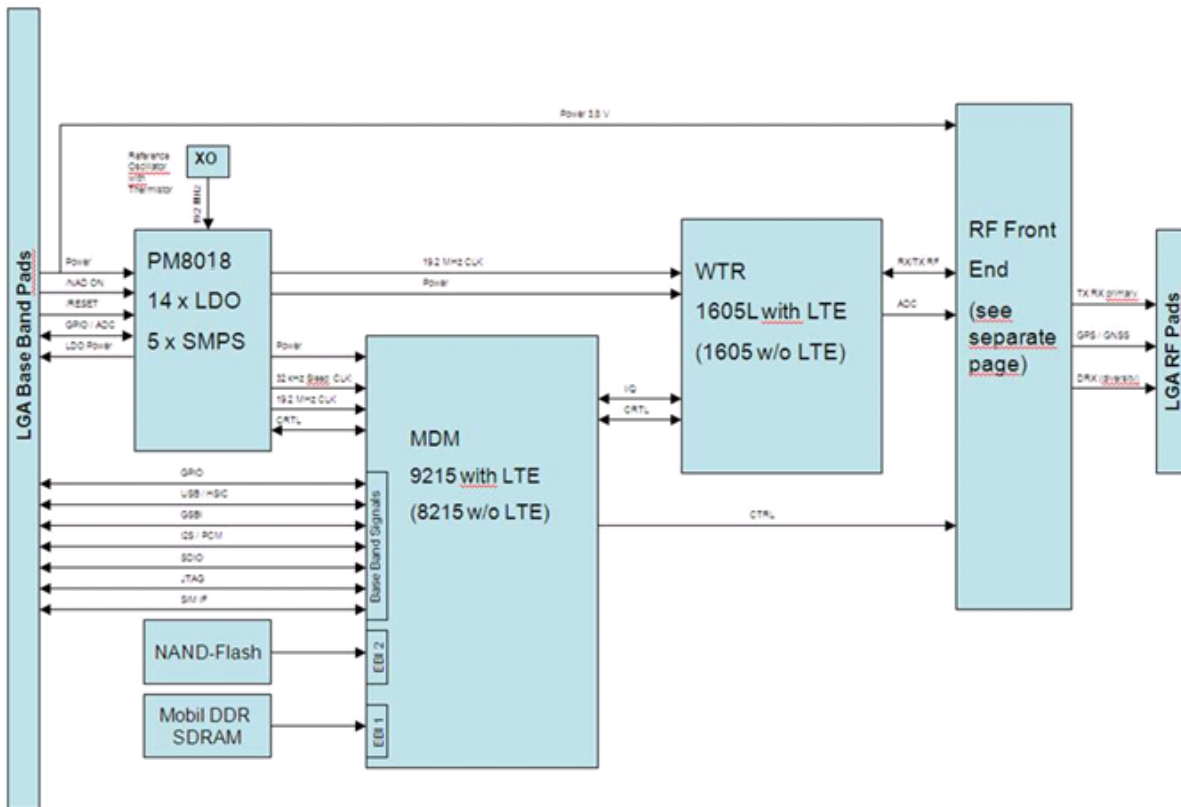 Power 3,8 V
Reference
Oscillator
with
Thermistor
XO
19.2 MHz
LGA Base Band Pads
Power
/NAD ON
/RESET
GPIO / ADC
LDO Power
PM8018
14 x LDO
5 x SMPS
19.2 MHz CLK
Power
WTR
1605L with LTE
(1605 w/o LTE)
RX/TX RF
ADC
RF Front
End
(see
separate
page)
TX RX primary
GPS / GNSS
DRX (diversity)
LGA RF Pads
Power
32 kHz Sleep CLK
19.2 MHz CLK
CRTL
I/Q
CRTL
MDM
9215 with LTE
(8215 w/o LTE)
CTRL
GPIO
USB / HSIC
GSBI
I2S / PCM
SDIO
JTAG
SIM IF
Base Band Signals
NAND-Flash
EBI 2
Mobil DDR
SDRAM
EBI 1